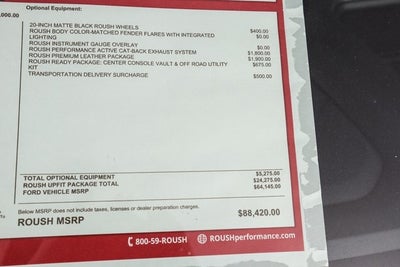 Optional Equipment:
,000.00
20-INCH MATTE BLACK ROUSH WHEELS
ROUSH BODY COLOR-MATCHED FENDER FLARES WITH INTEGRATED $400.00
LIGHTING $0.00
ROUSH INSTRUMENT GAUGE OVERLAY $0.00
ROUSH PERFORMANCE ACTIVE CAT-BACK EXHAUST SYSTEM $1,800.00
ROUSH PREMIUM LEATHER PACKAGE $1,900.00
ROUSH READY PACKAGE: CENTER CONSOLE VAULT & OFF ROAD UTILITY $675.00
KIT
TRANSPORTATION DELIVERY SURCHARGE $500.00
TOTAL OPTIONAL EQUIPMENT $5,275.00
ROUSH UPFIT PACKAGE TOTAL $24,275.00
FORD VEHICLE MSRP $64,145.00
Below MSRP does not include taxes, licenses or dealer preparation charges.
ROUSH MSRP $88,420.00
800-59-ROUSH ROUSHperformance.com